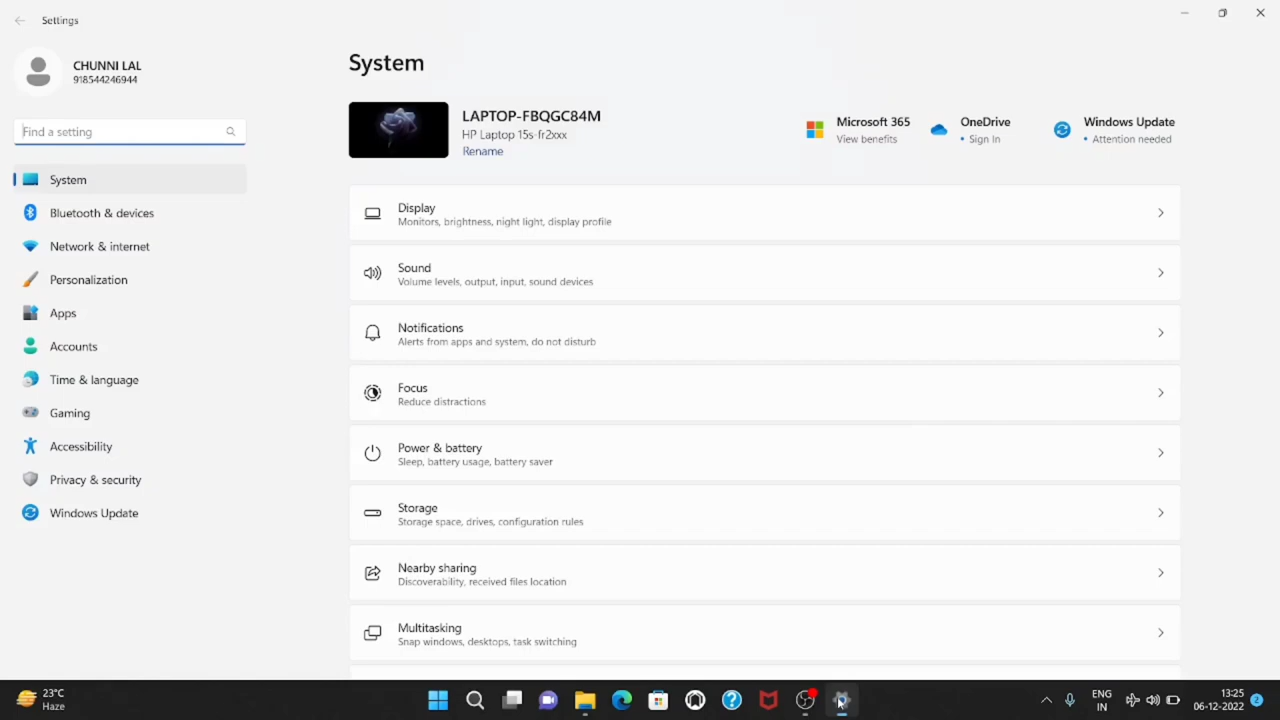 Settings
CHUNNI LAL
918544246944
Find a setting
System
Bluetooth & devices
Network & internet
Personalization
Apps
Accounts
Time & language
Gaming
Accessibility
Privacy & security
Windows Update
System
LAPTOP-FBQGC84M
HP Laptop 15s-fr2xxx
Rename
Microsoft 365
View benefits
OneDrive
• Sign In
Windows Update
• Attention needed
Display
Monitors, brightness, night light, display profile
Sound
Volume levels, output, input, sound devices
Notifications
Alerts from apps and system, do not disturb
Focus
Reduce distractions
Power & battery
Sleep, battery usage, battery saver
Storage
Storage space, drives, configuration rules
Nearby sharing
Discoverability, received files location
Multitasking
Snap windows, desktops, task switching
23°C
Haze
ENG
IN
13:25
06-12-2022
2